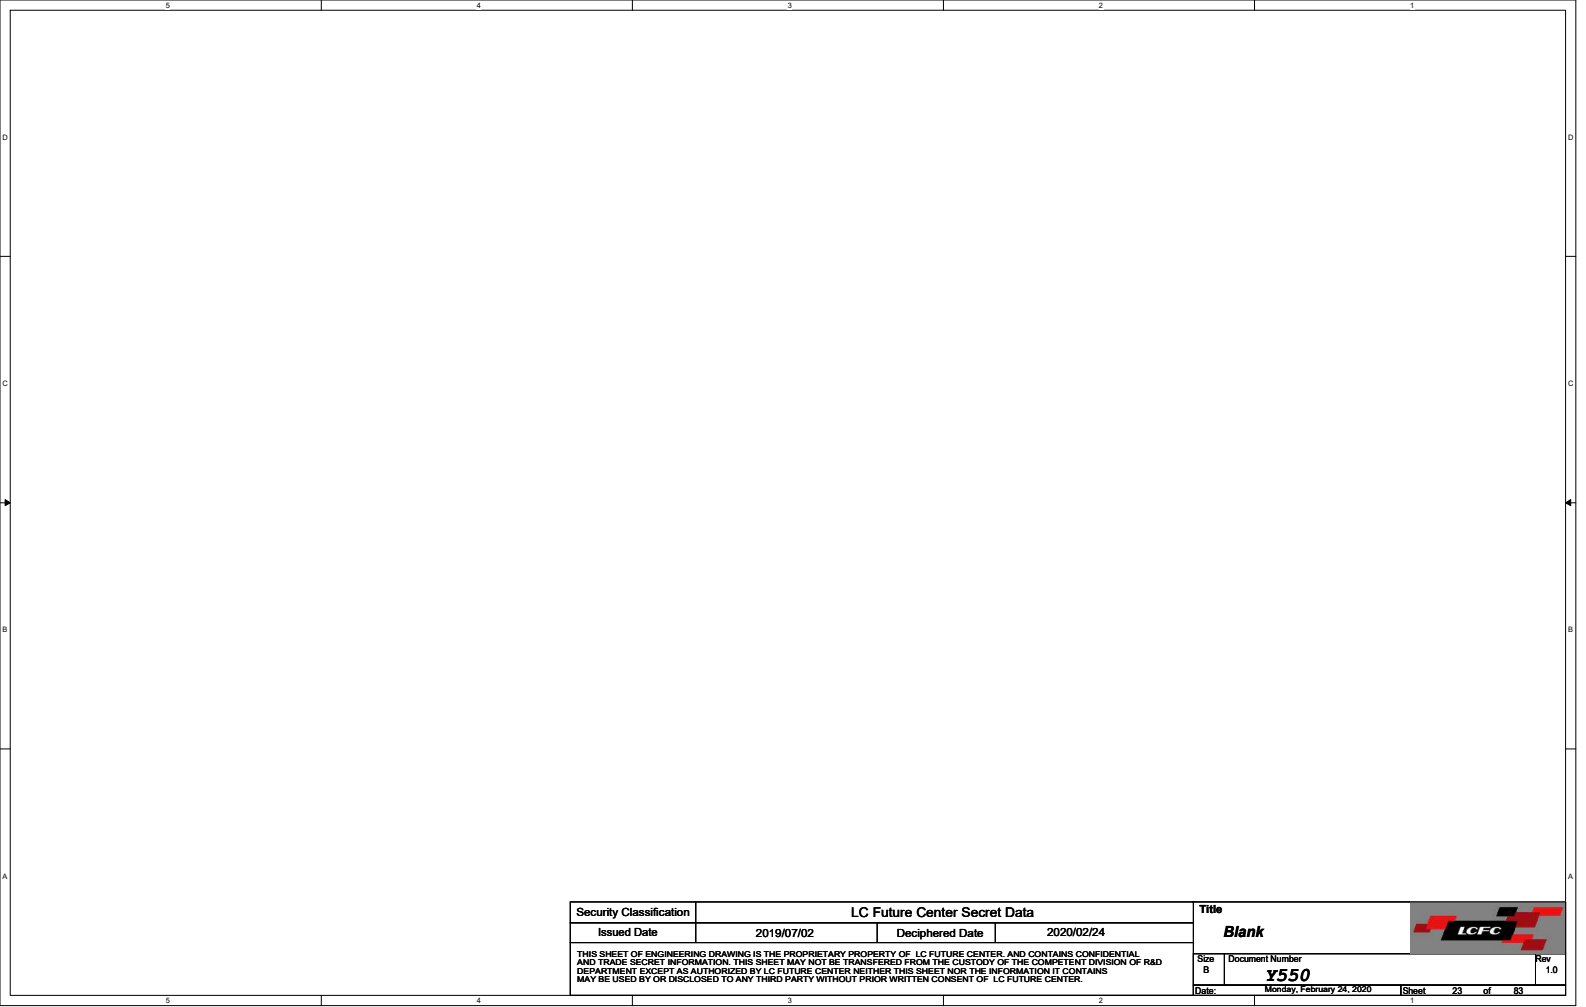 5 4 3 2 1
D D
C C
B B
A A
Security Classification LC Future Center Secret Data
Issued Date 2019/07/02 Deciphered Date 2020/02/24
THIS SHEET OF ENGINEERING DRAWING IS THE PROPRIETARY PROPERTY OF LC FUTURE CENTER. AND CONTAINS CONFIDENTIAL
AND TRADE SECRET INFORMATION. THIS SHEET MAY NOT BE TRANSFERED FROM THE CUSTODY OF THE COMPETENT DIVISION OF R&D
DEPARTMENT EXCEPT AS AUTHORIZED BY LC FUTURE CENTER NEITHER THIS SHEET NOR THE INFORMATION IT CONTAINS
MAY BE USED BY OR DISCLOSED TO ANY THIRD PARTY WITHOUT PRIOR WRITTEN CONSENT OF LC FUTURE CENTER.
Title
Blank
LCFC
Size Document Number Rev
B Y550 1.0
Date: Monday, February 24, 2020 Sheet 23 of 83
5 4 3 2 1